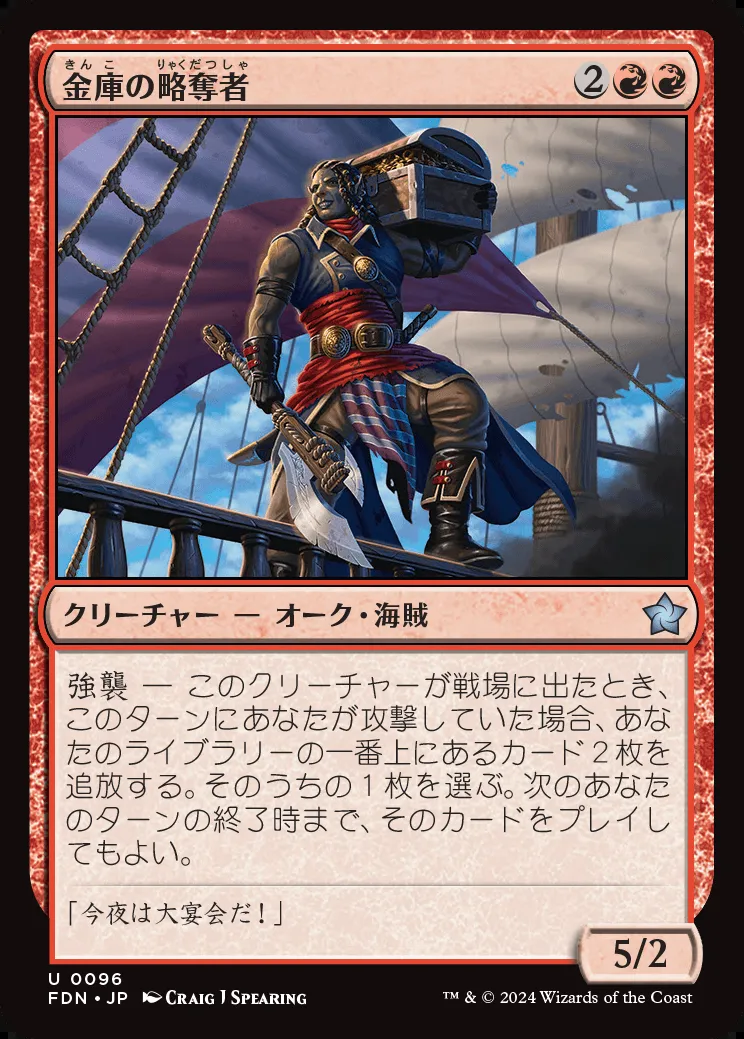 きんこ りゃくだつしゃ
金庫の略奪者 2
クリーチャー — オーク・海賊
強襲 — このクリーチャーが戦場に出たとき、
このターンにあなたが攻撃していた場合、あな
たのライブラリーの一番上にあるカード２枚を
追放する。そのうちの１枚を選ぶ。次のあなた
のターンの終了時まで、そのカードをプレイし
てもよい。
「今夜は大宴会だ！」
5/2
U 0096
FDN • JP Craig J Spearing
™ & © 2024 Wizards of the Coast